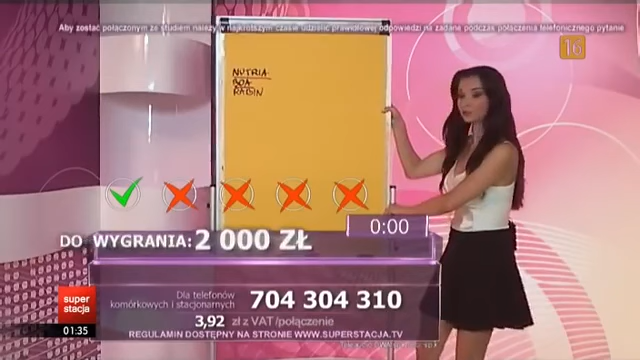 Aby zostać połączonym ze studiem należy w najkrótszym czasie udzielić prawidłowej odpowiedzi na zadane podczas połączenia telefonicznego pytanie
16
NUTRIA
BOA
RABIN
0:00
DO WYGRANIA: 2 000 ZŁ
Dla telefonów
komórkowych i stacjonarnych
704 304 310
3,92 zł z VAT /połączenie
REGULAMIN DOSTĘPNY NA STRONIE WWW.SUPERSTACJA.TV
super
stacja
01:35